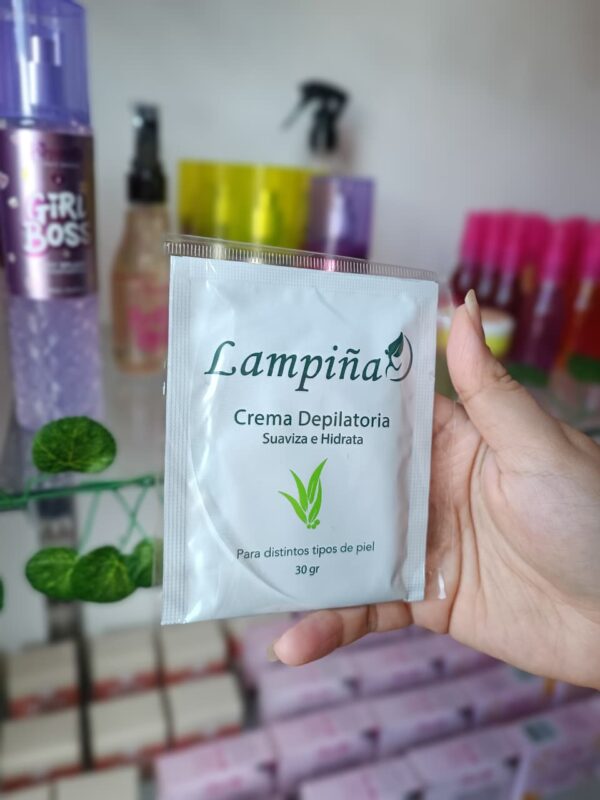 GIRL
BOSS
Lampiña
Crema Depilatoria
Suaviza e Hidrata
Para distintos tipos de piel
30 gr